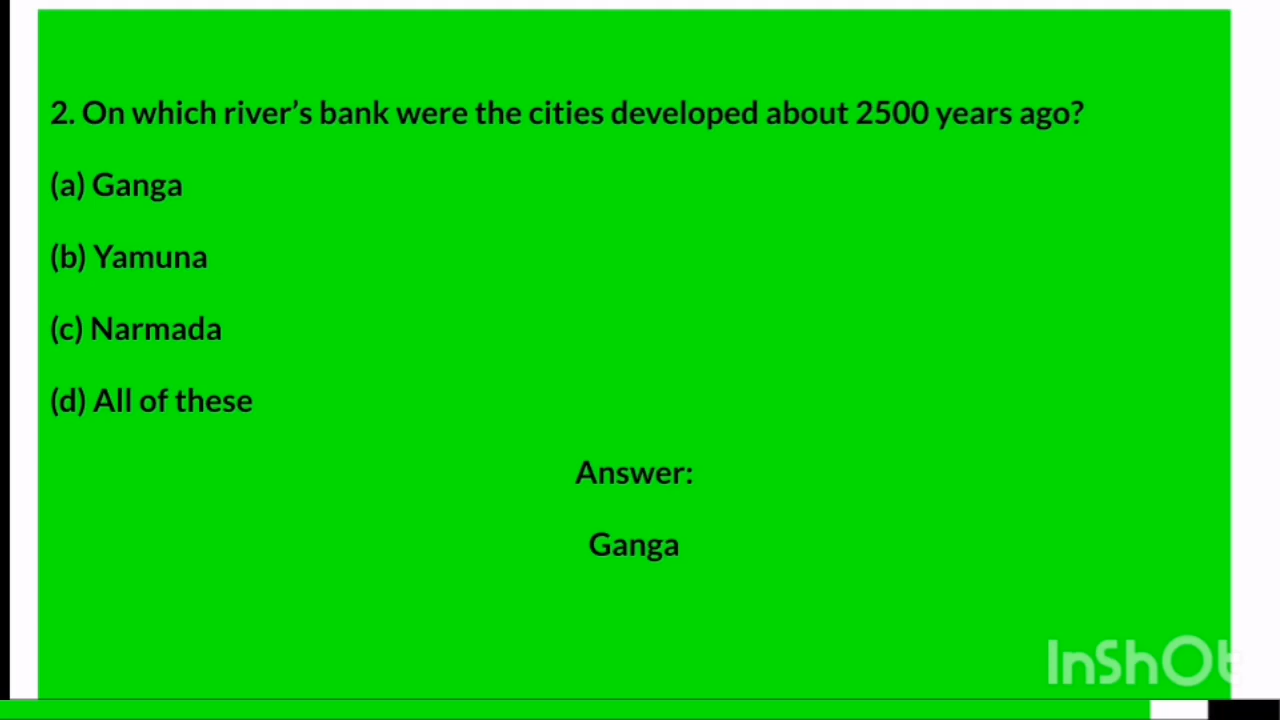 2. On which river’s bank were the cities developed about 2500 years ago?
(a) Ganga
(b) Yamuna
(c) Narmada
(d) All of these
Answer:
Ganga
InShOt